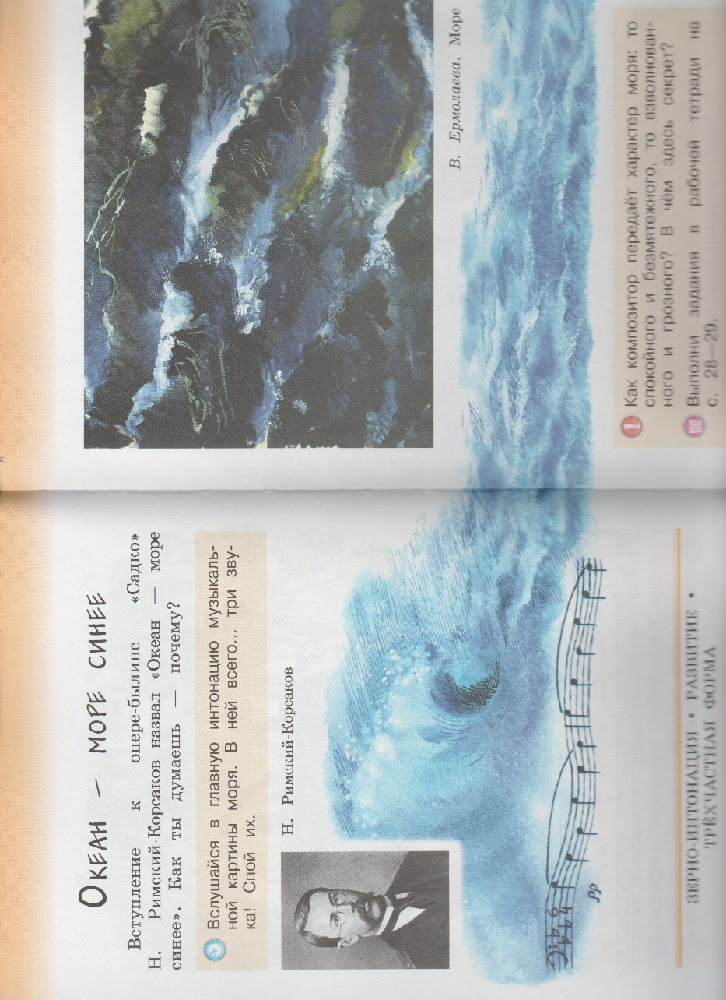 ОКЕАН — МОРЕ СИНЕЕ
Вступление к опере-былине «Садко»
Н. Римский-Корсаков назвал «Океан — море
синее». Как ты думаешь — почему?
Вслушайся в главную интонацию музыкаль-
ной картины моря. В ней всего... три зву-
ка! Спой их.
Н. Римский-Корсаков
pp
ЗЕРНО-ИНТОНАЦИЯ • РАЗВИТИЕ •
ТРЁХЧАСТНАЯ ФОРМА
В. Ермолаева. Море
Как композитор передаёт характер моря: то
спокойного и безмятежного, то взволнован-
ного и грозного? В чём здесь секрет?
Выполни задания в рабочей тетради на
с. 28—29.